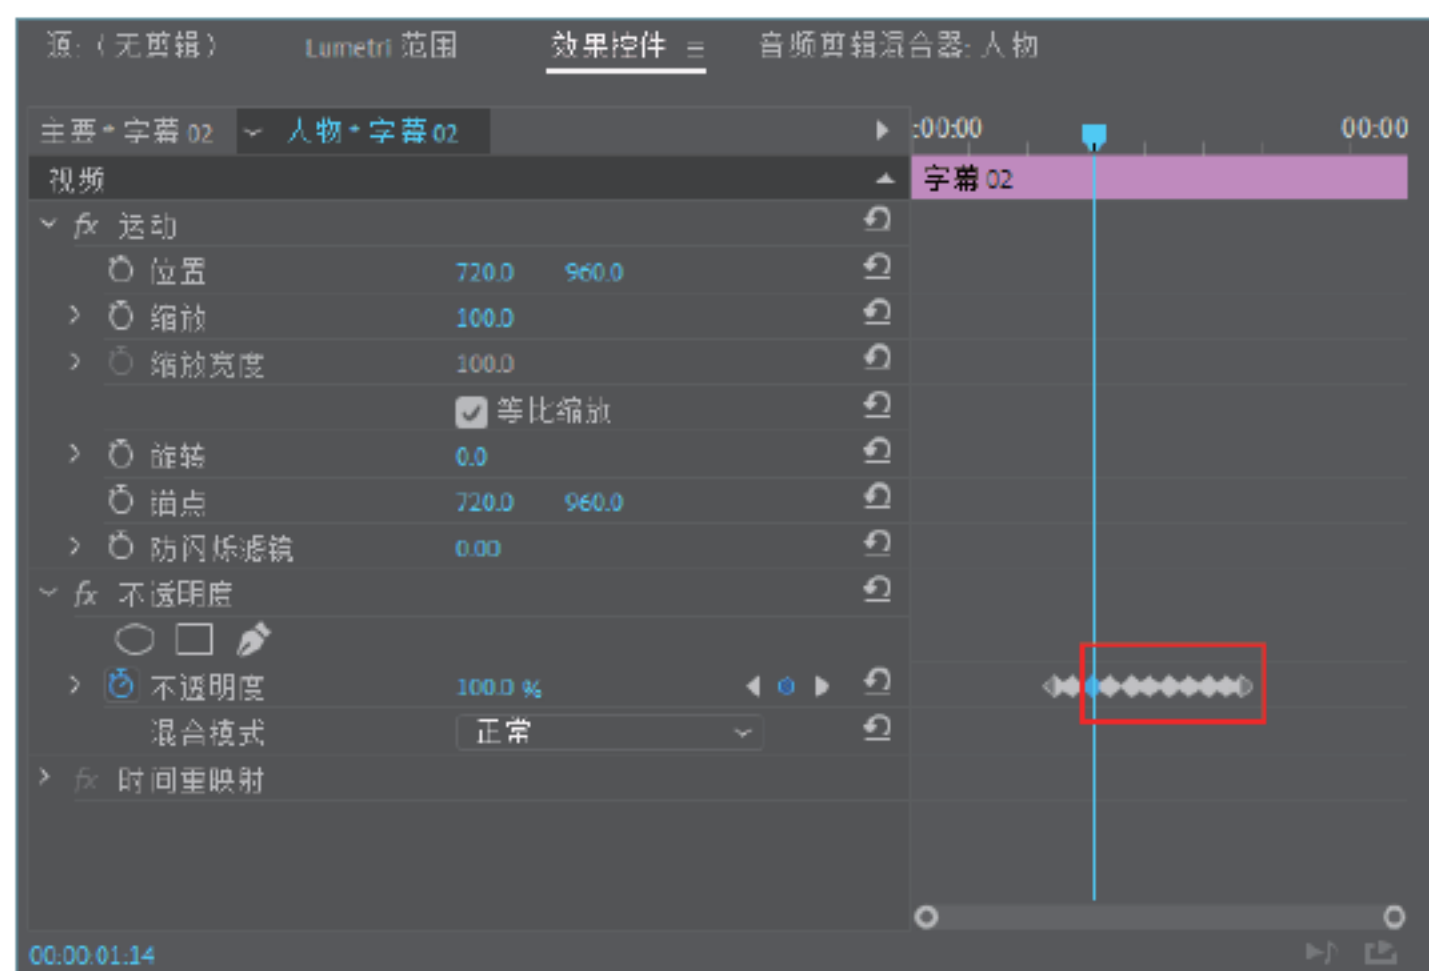 源:（无剪辑） Lumetri 范围 效果控件 ≡ 音频剪辑混合器: 人物
主要 * 字幕 02 人物 * 字幕 02 :00:00 00:00
视频 字幕 02
fx 运动
位置 720.0 960.0
缩放 100.0
缩放宽度 100.0
等比缩放
旋转 0.0
锚点 720.0 960.0
防闪烁滤镜 0.00
fx 不透明度
不透明度 100.0 %
混合模式 正常
fx 时间重映射
00:00:01:14